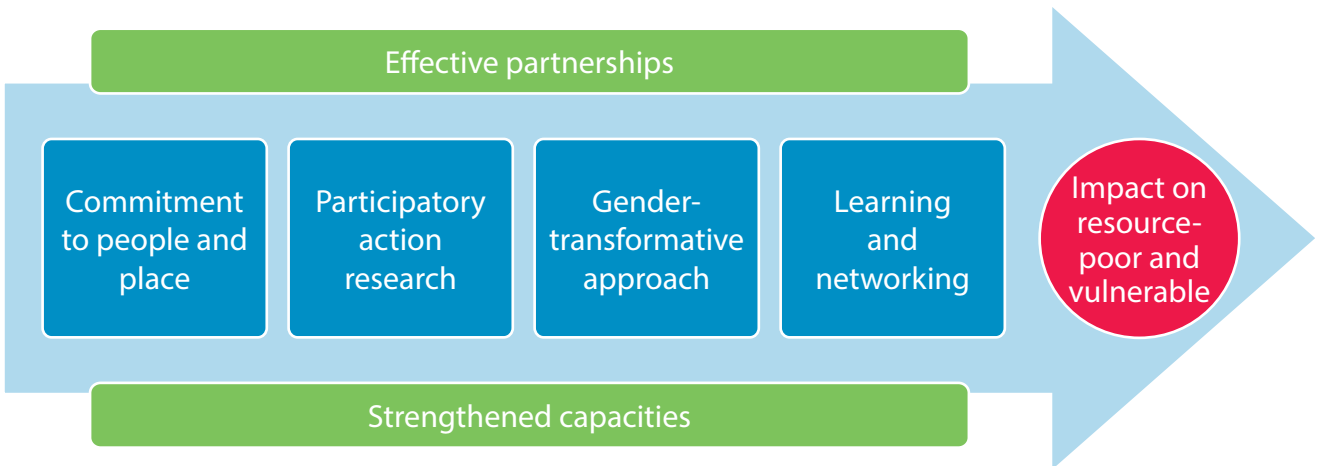 Effective partnerships
Commitment
to people and
place
Participatory
action
research
Gender-
transformative
approach
Learning
and
networking
Impact on
resource-
poor and
vulnerable
Strengthened capacities